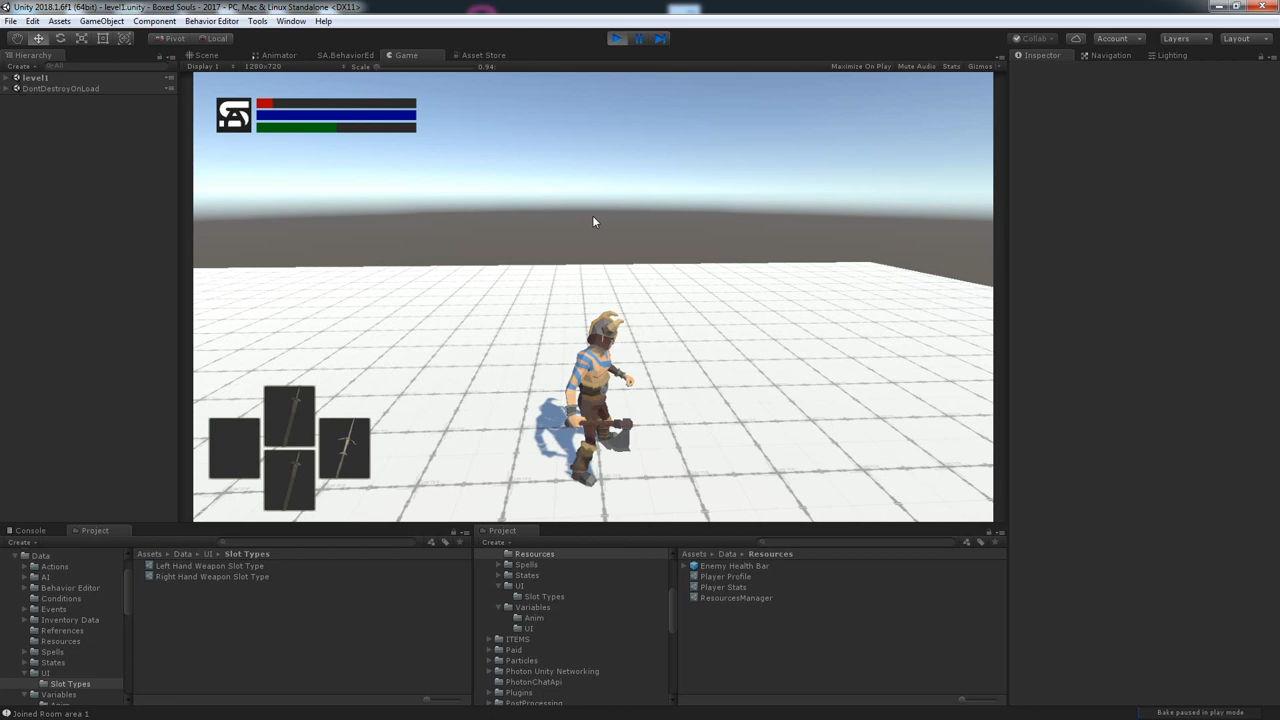 Unity 2018.1.6f1 (64bit) - level1.unity - Boxed Souls - 2017 - PC, Mac & Linux Standalone <DX11>
File Edit Assets GameObject Component Behavior Editor Tools Window Help
Pivot Local Collab Account Layers Layout
Hierarchy Scene Animator SA.BehaviorEd Game Asset Store Inspector Navigation Lighting
Create All Display 1 1280x720 Scale 0.94: Maximize On Play Mute Audio Stats Gizmos
level1
DontDestroyOnLoad
Console Project Project
Create Create
Data Assets Data UI Slot Types Resources Assets Data Resources
Actions Left Hand Weapon Slot Type Spells Enemy Health Bar
AI Right Hand Weapon Slot Type States Player Profile
Behavior Editor UI Player Stats
Conditions Slot Types ResourcesManager
Events Variables
Inventory Data Anim
References UI
Resources ITEMS
Spells Paid
States Particles
UI Photon Unity Networking
Slot Types PhotonChatApi
Variables Plugins
PostProcessing
Joined Room area 1 Bake paused in play mode